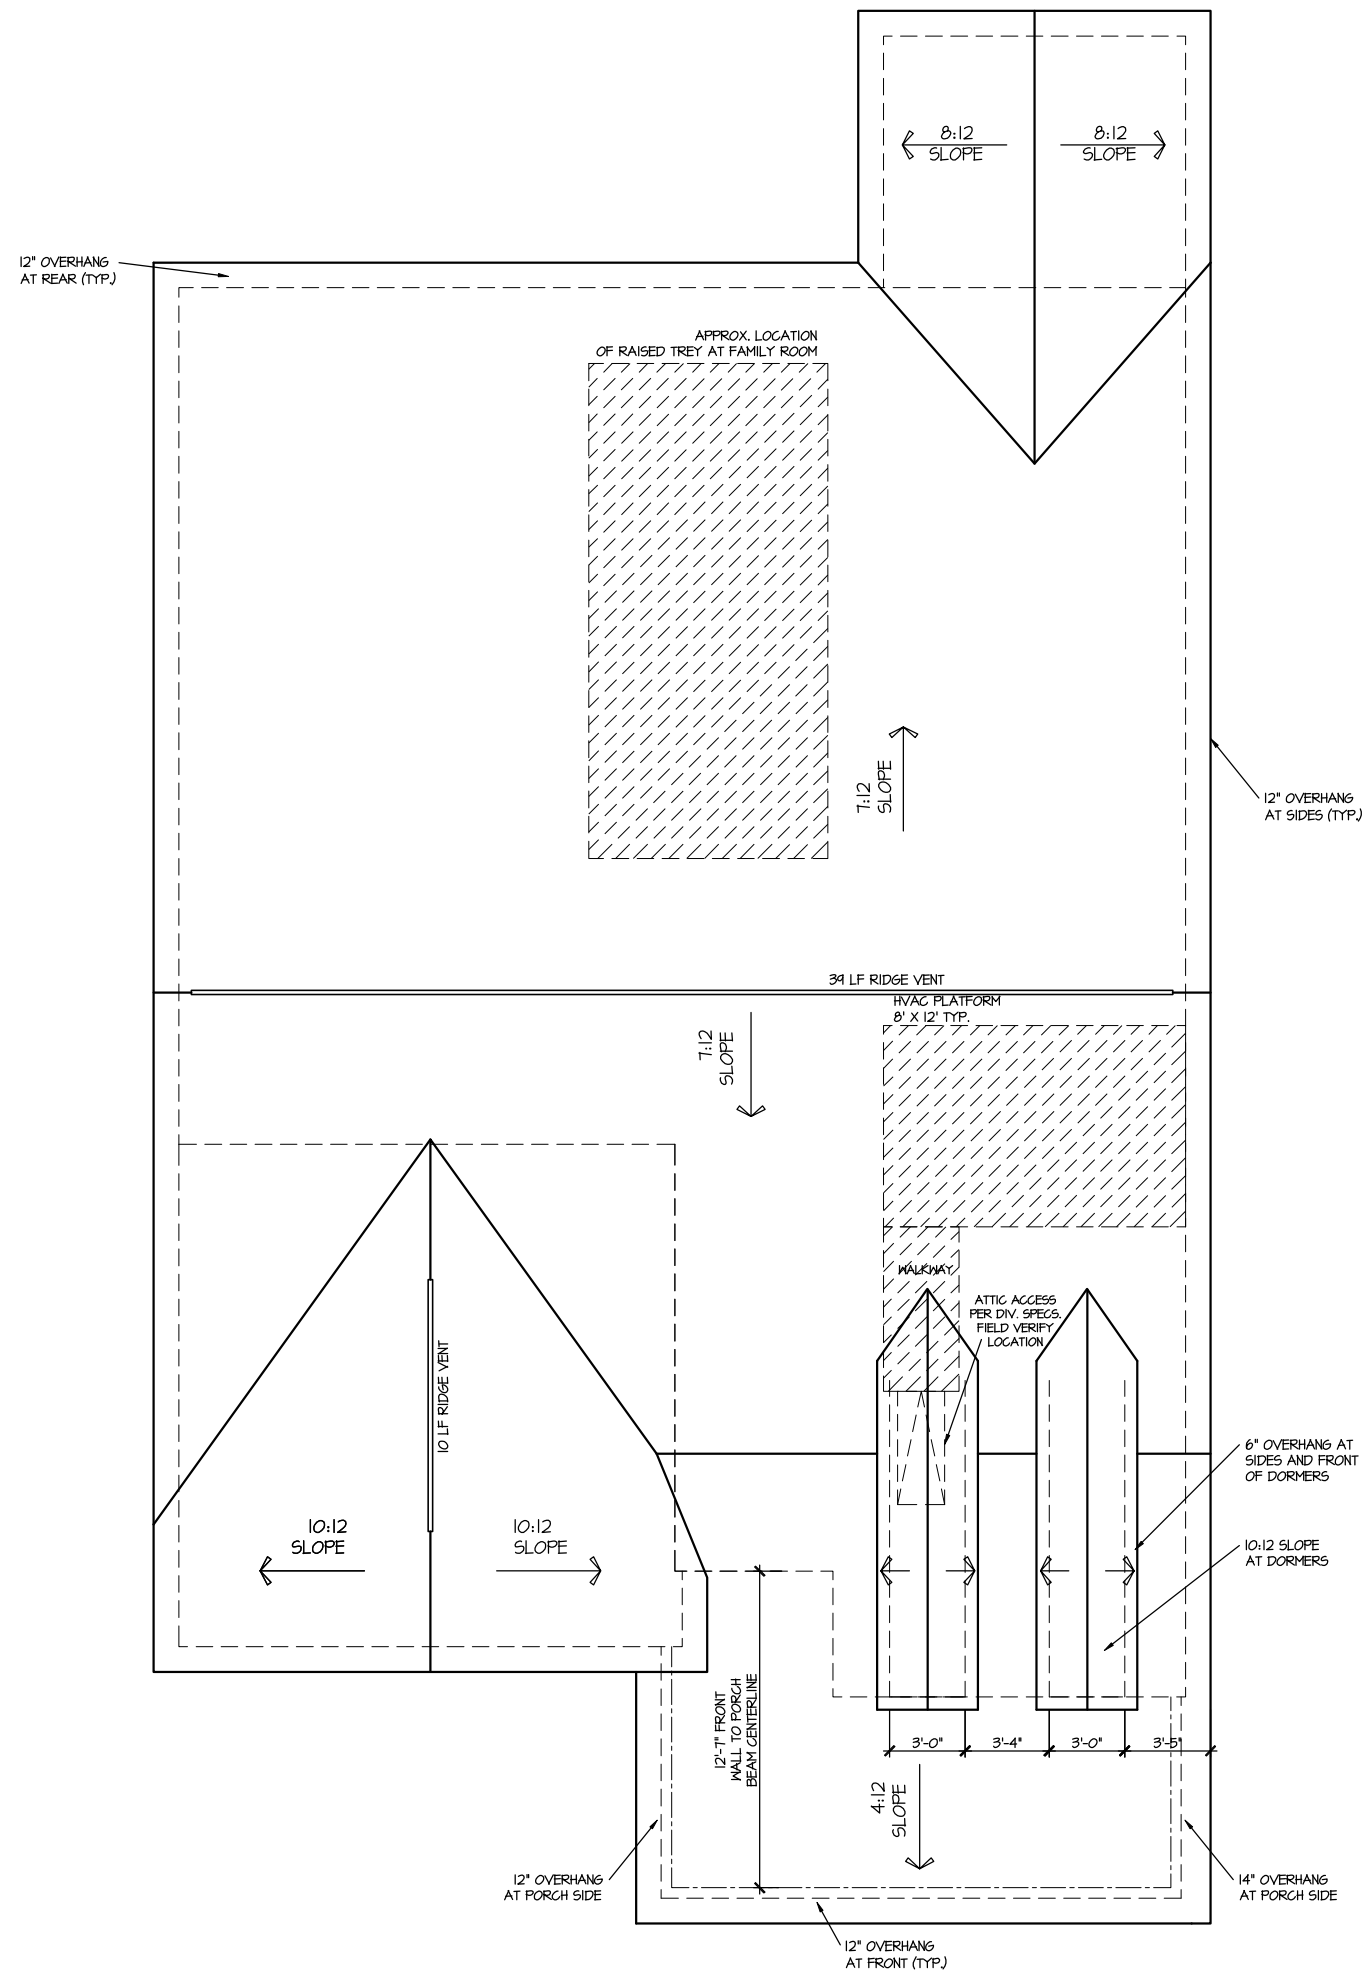 8:12
SLOPE
8:12
SLOPE
12" OVERHANG
AT REAR (TYP.)
APPROX. LOCATION
OF RAISED TREY AT FAMILY ROOM
7:12
SLOPE
12" OVERHANG
AT SIDES (TYP.)
39 LF RIDGE VENT
HVAC PLATFORM
8' X 12' TYP.
7:12
SLOPE
WALKWAY
ATTIC ACCESS
PER DIV. SPECS.
FIELD VERIFY
LOCATION
10 LF RIDGE VENT
6" OVERHANG AT
SIDES AND FRONT
OF DORMERS
10:12
SLOPE
10:12
SLOPE
10:12 SLOPE
AT DORMERS
12'-7" FRONT
WALL TO PORCH
BEAM CENTERLINE
3'-0"
3'-4"
3'-0"
3'-5"
4:12
SLOPE
12" OVERHANG
AT PORCH SIDE
14" OVERHANG
AT PORCH SIDE
12" OVERHANG
AT FRONT (TYP.)